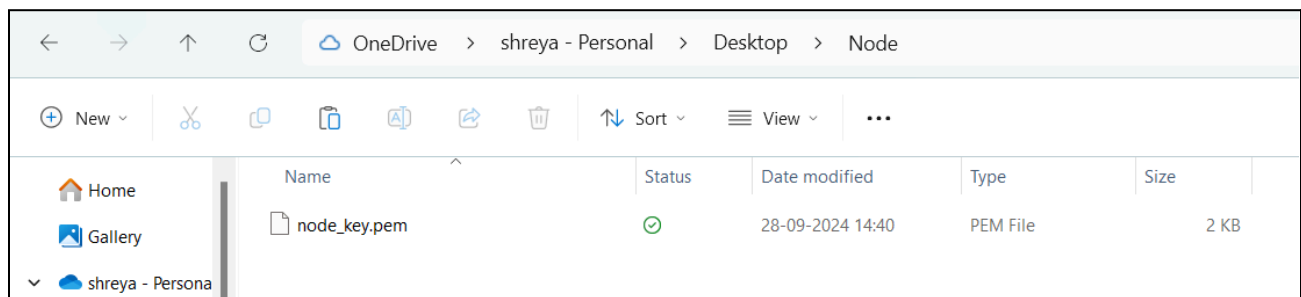 OneDrive > shreya - Personal > Desktop > Node
New Sort View ...
Name Status Date modified Type Size
Home
node_key.pem 28-09-2024 14:40 PEM File 2 KB
Gallery
shreya - Persona